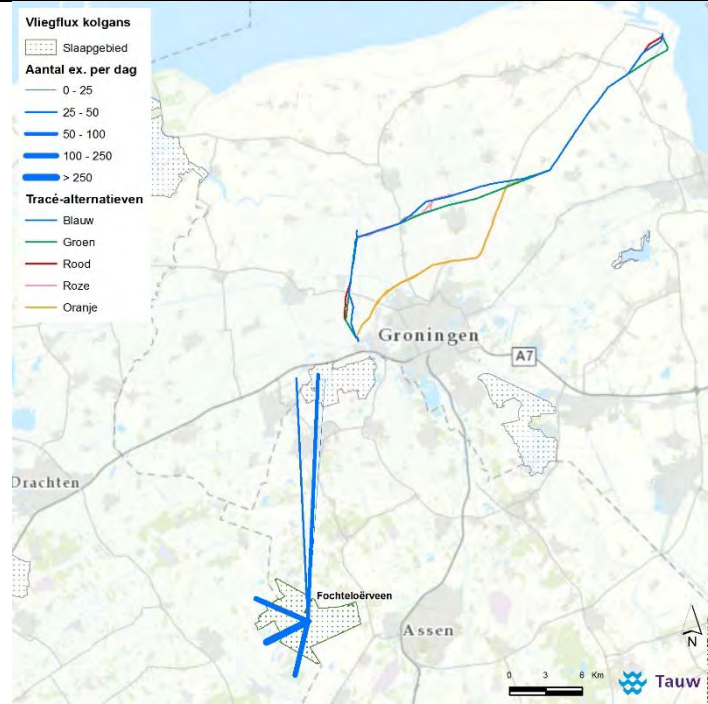 Vliegflux kolgans
Slaapgebied
Aantal ex. per dag
0 - 25
25 - 50
50 - 100
100 - 250
> 250
Tracé-alternatieven
Blauw
Groen
Rood
Roze
Oranje
Groningen
A7
Drachten
Fochteloërveen
Assen
N
0 3 6 Km
Tauw